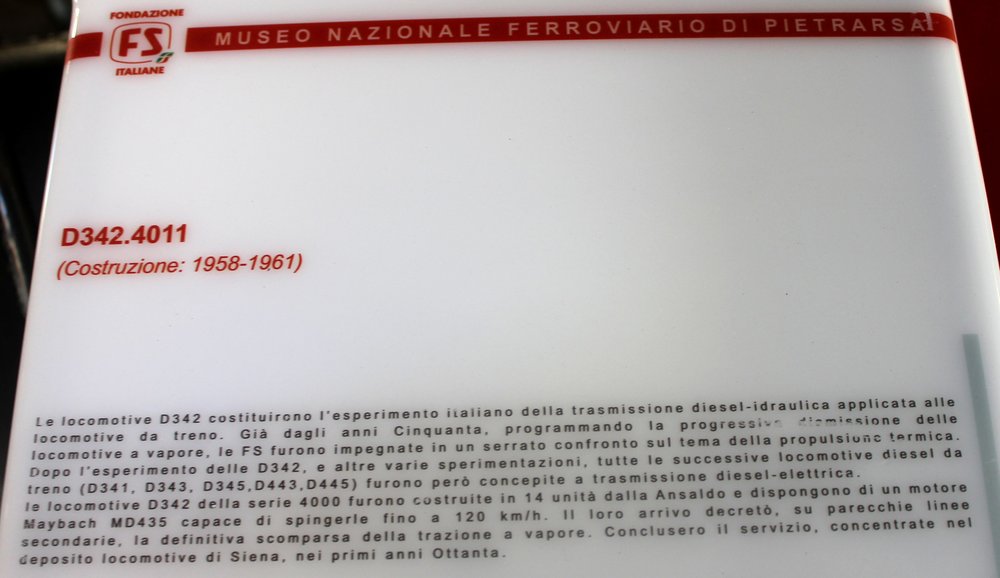 FONDAZIONE
FS
ITALIANE
MUSEO NAZIONALE FERROVIARIO DI PIETRARSA
D342.4011
(Costruzione: 1958-1961)
Le locomotive D342 costituirono l'esperimento italiano della trasmissione diesel-idraulica applicata alle
locomotive da treno. Già dagli anni Cinquanta, programmando la progressiva dismissione delle
locomotive a vapore, le FS furono impegnate in un serrato confronto sul tema della propulsione termica.
Dopo l'esperimento delle D342, e altre varie sperimentazioni, tutte le successive locomotive diesel da
treno (D341, D343, D345,D443,D445) furono però concepite a trasmissione diesel-elettrica.
le locomotive D342 della serie 4000 furono costruite in 14 unità dalla Ansaldo e dispongono di un motore
Maybach MD435 capace di spingerle fino a 120 km/h. Il loro arrivo decretò, su parecchie linee
secondarie, la definitiva scomparsa della trazione a vapore. Conclusero il servizio, concentrate nel
deposito locomotive di Siena, nei primi anni Ottanta.